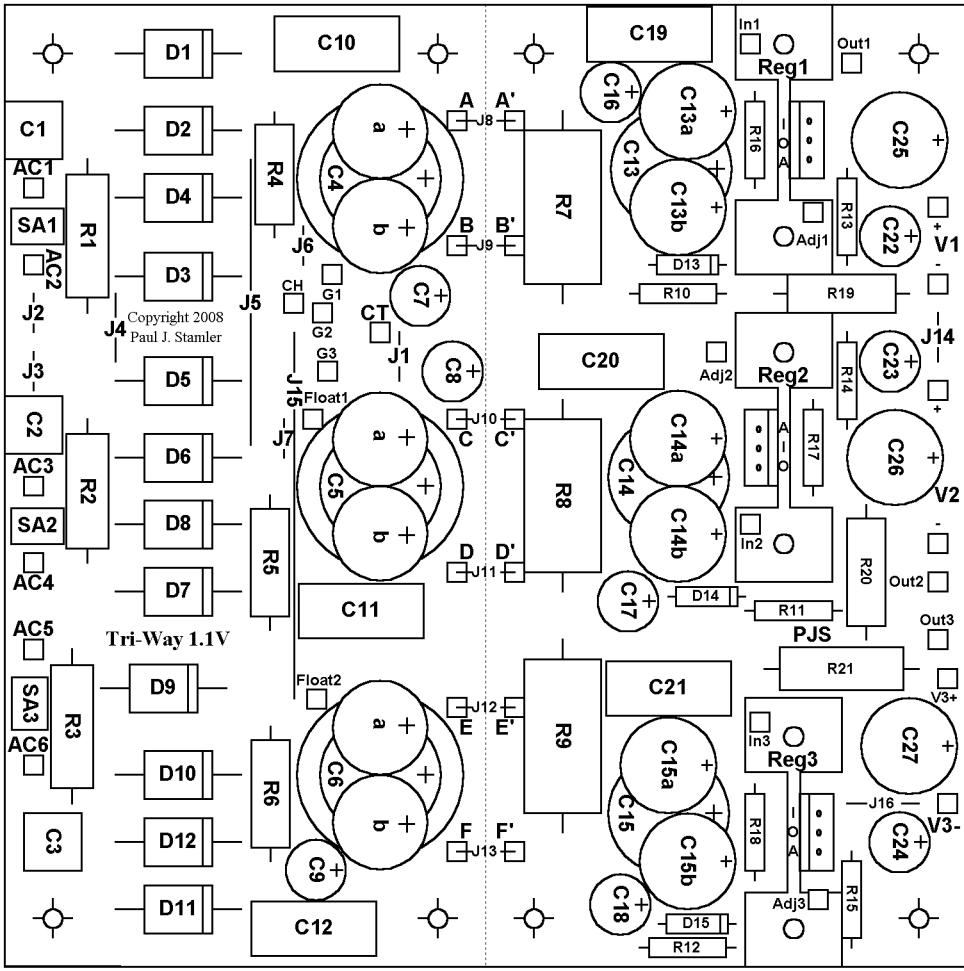 D1
C10
C19
In1
Out1
Reg1
C16
C13a
C1
D2
A
A'
J8
a
R16
I O A
C25
AC1
D4
R4
C4
C13
R7
SA1
R1
b
C13b
R13
Adj1
C22
+
V1
-
AC2
D3
J6
B
B'
J9
D13
R10
R19
G1
CH
G2
C7
CT
J2
J4
J5
Copyright 2008
Paul J. Stamler
J3
J1
G3
C8
C20
Adj2
Reg2
R14
C23
J14
+
D5
J15
Float1
J7
C2
J10
C
C'
a
C14a
A I O
R17
C26
AC3
D6
R2
C5
R8
C14
V2
SA2
D8
b
C14b
In2
-
R5
D
D'
J11
R20
AC4
D7
C11
C17
D14
R11
Out2
Tri-Way 1.1V
PJS
Out3
AC5
R21
D9
Float2
C21
V3+
SA3
R3
J12
E
E'
a
R9
In3
Reg3
C27
AC6
D10
R6
C6
C15a
C15
J16
V3-
b
R18
I O A
C3
D12
F
F'
J13
C15b
C24
C9
D11
C12
C18
D15
R12
Adj3
R15